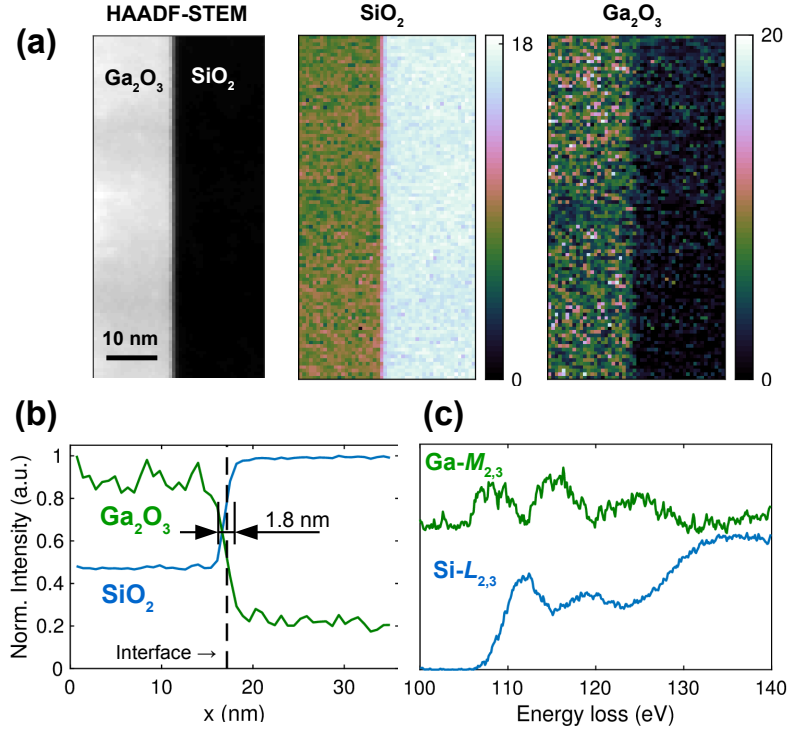 HAADF-STEM
SiO₂
Ga₂O₃
(a)
Ga₂O₃
SiO₂
10 nm
18
0
20
0
(b)
Norm. Intensity (a.u.)
1
0.8
0.6
0.4
0.2
0
Ga₂O₃
1.8 nm
SiO₂
Interface →
0
10
20
30
x (nm)
(c)
Ga-M₂,₃
Si-L₂,₃
100
110
120
130
140
Energy loss (eV)